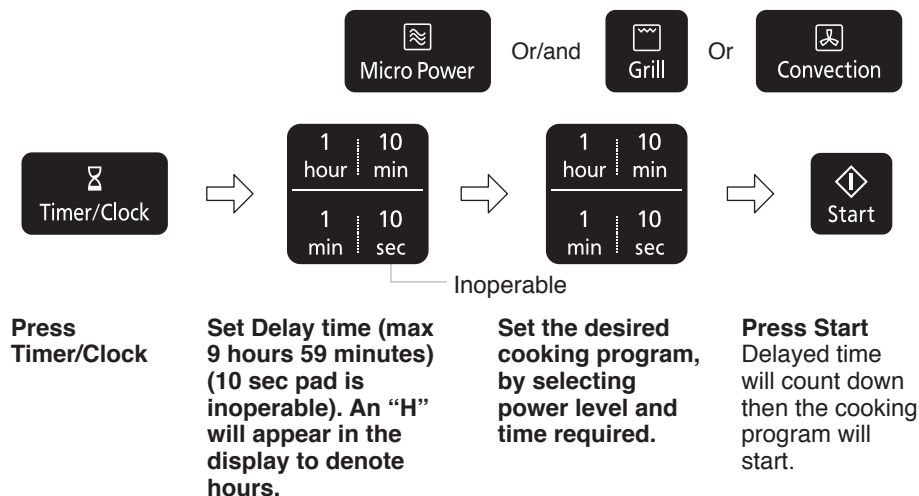 Micro Power
Or/and
Grill
Or
Convection
Timer/Clock
1 hour
10 min
1 min
10 sec
1 hour
10 min
1 min
10 sec
Start
Inoperable
Press
Timer/Clock
Set Delay time (max
9 hours 59 minutes)
(10 sec pad is
inoperable). An “H”
will appear in the
display to denote
hours.
Set the desired
cooking program,
by selecting
power level and
time required.
Press Start
Delayed time
will count down
then the cooking
program will
start.